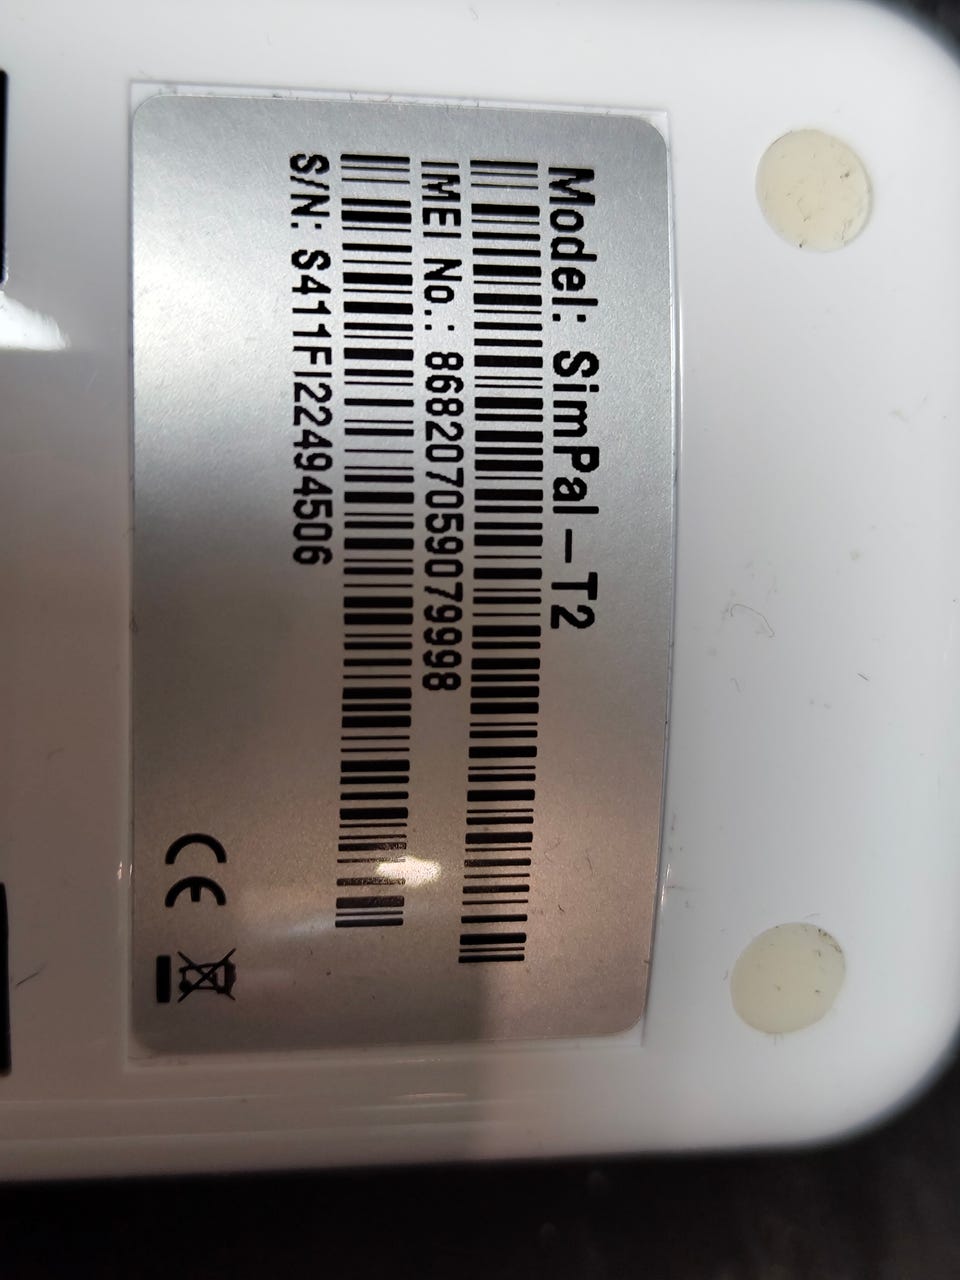 Model: SimPal-T2
IMEI No.: 868207059079998
S/N: S411FI22494506
CE